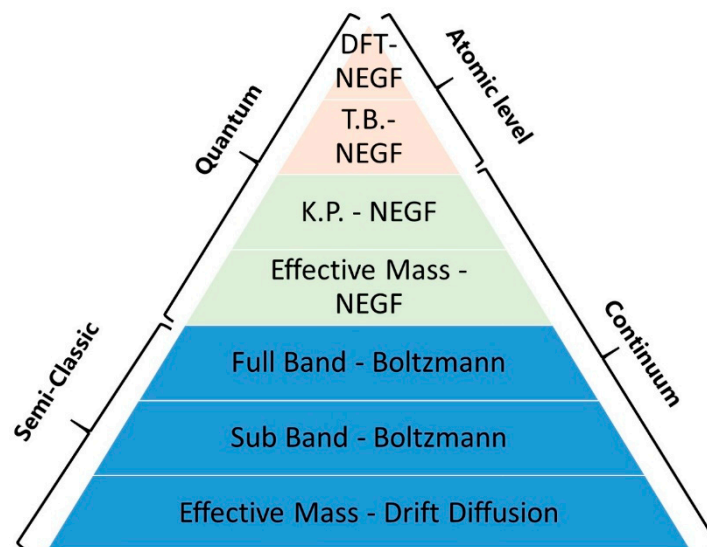 DFT-
NEGF
T.B.-
NEGF
K.P. - NEGF
Effective Mass -
NEGF
Full Band - Boltzmann
Sub Band - Boltzmann
Effective Mass - Drift Diffusion
Quantum
Semi-Classic
Atomic level
Continuum